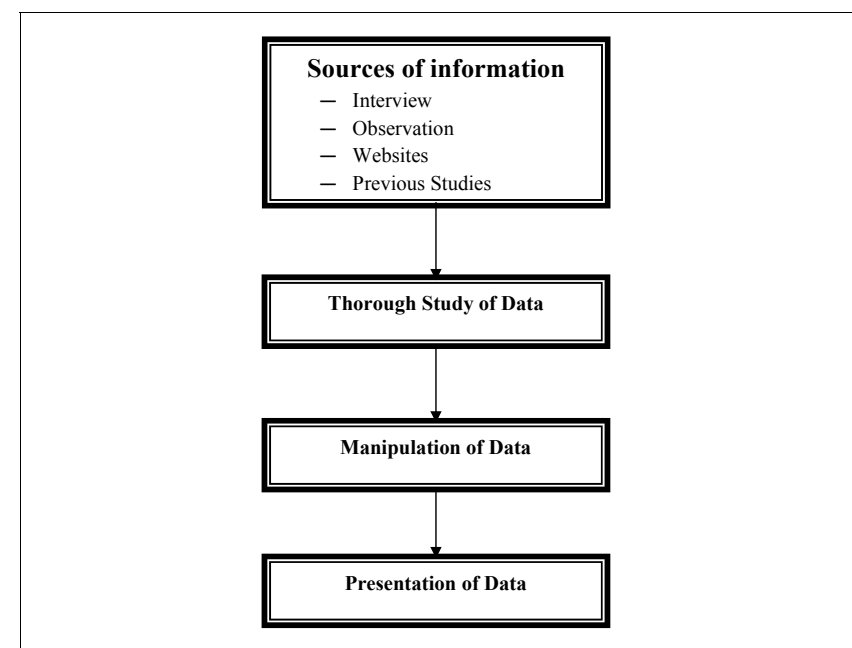 Sources of information
— Interview
— Observation
— Websites
— Previous Studies
Thorough Study of Data
Manipulation of Data
Presentation of Data